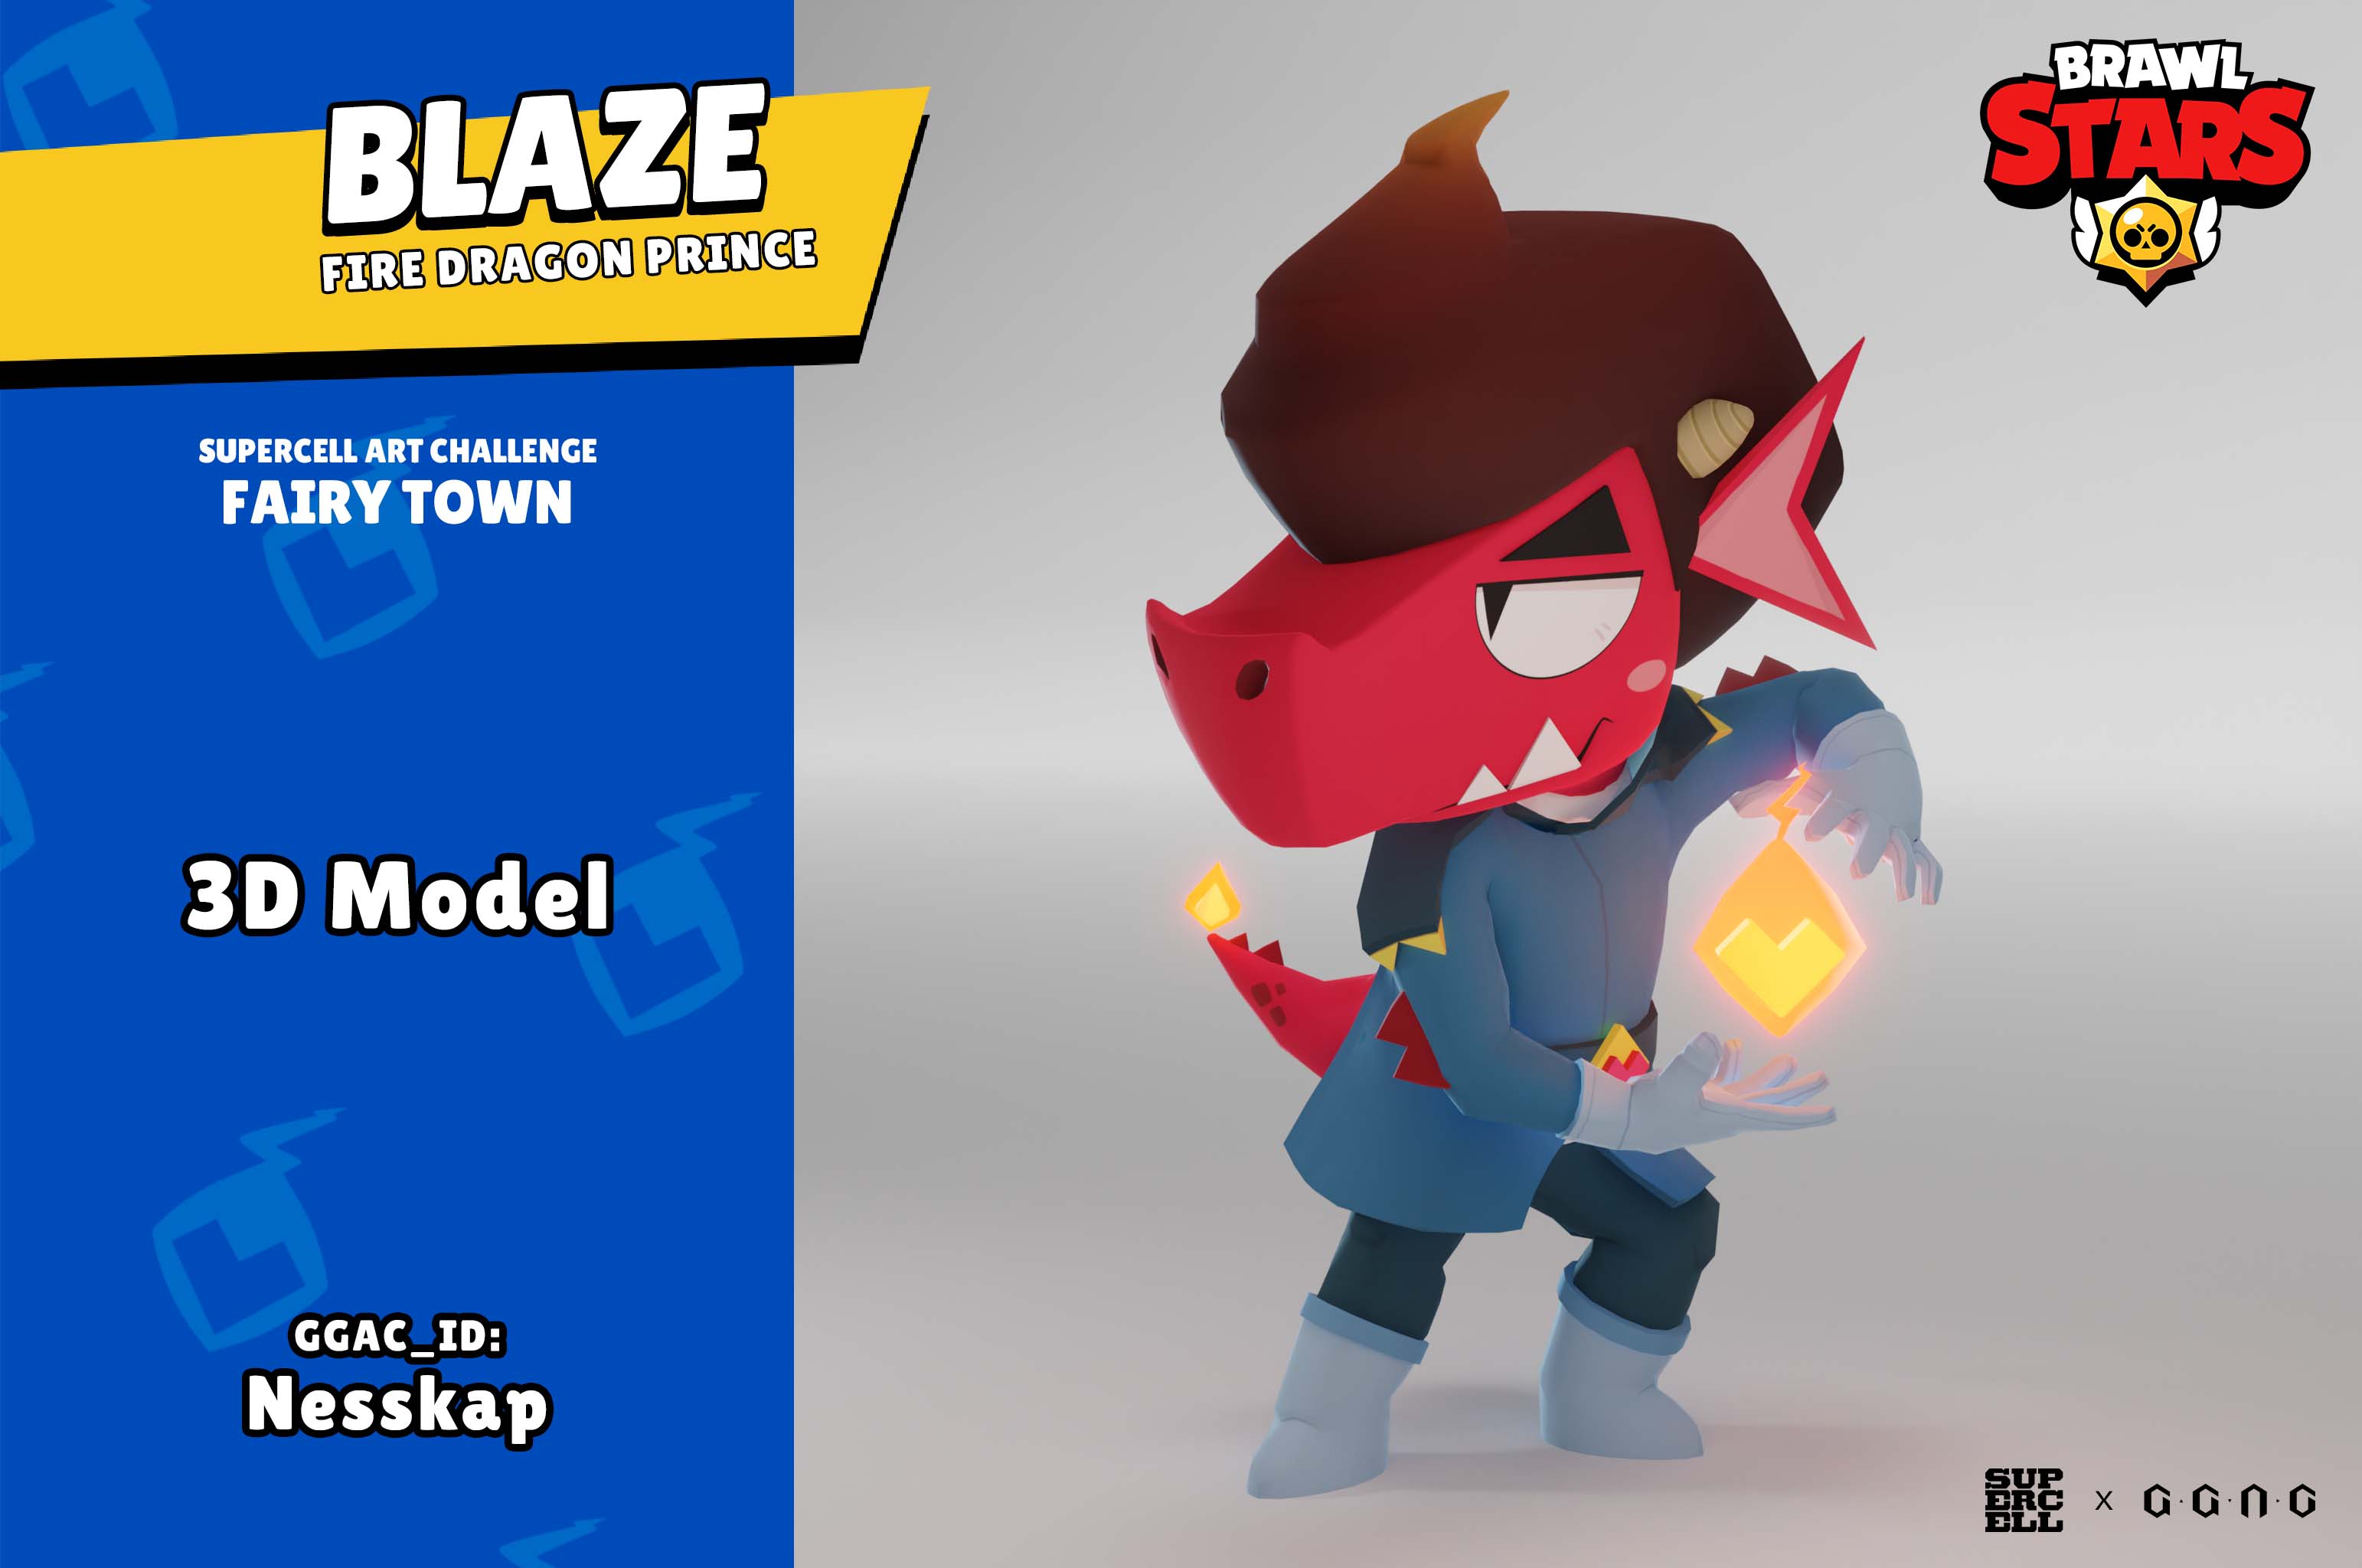 BLAZE
FIRE DRAGON PRINCE
SUPERCELL ART CHALLENGE
FAIRY TOWN
3D Model
GGAC_ID:
Nesskap
BRAWL
STARS
SUP
ERC
ELL
X
G·G·A·C